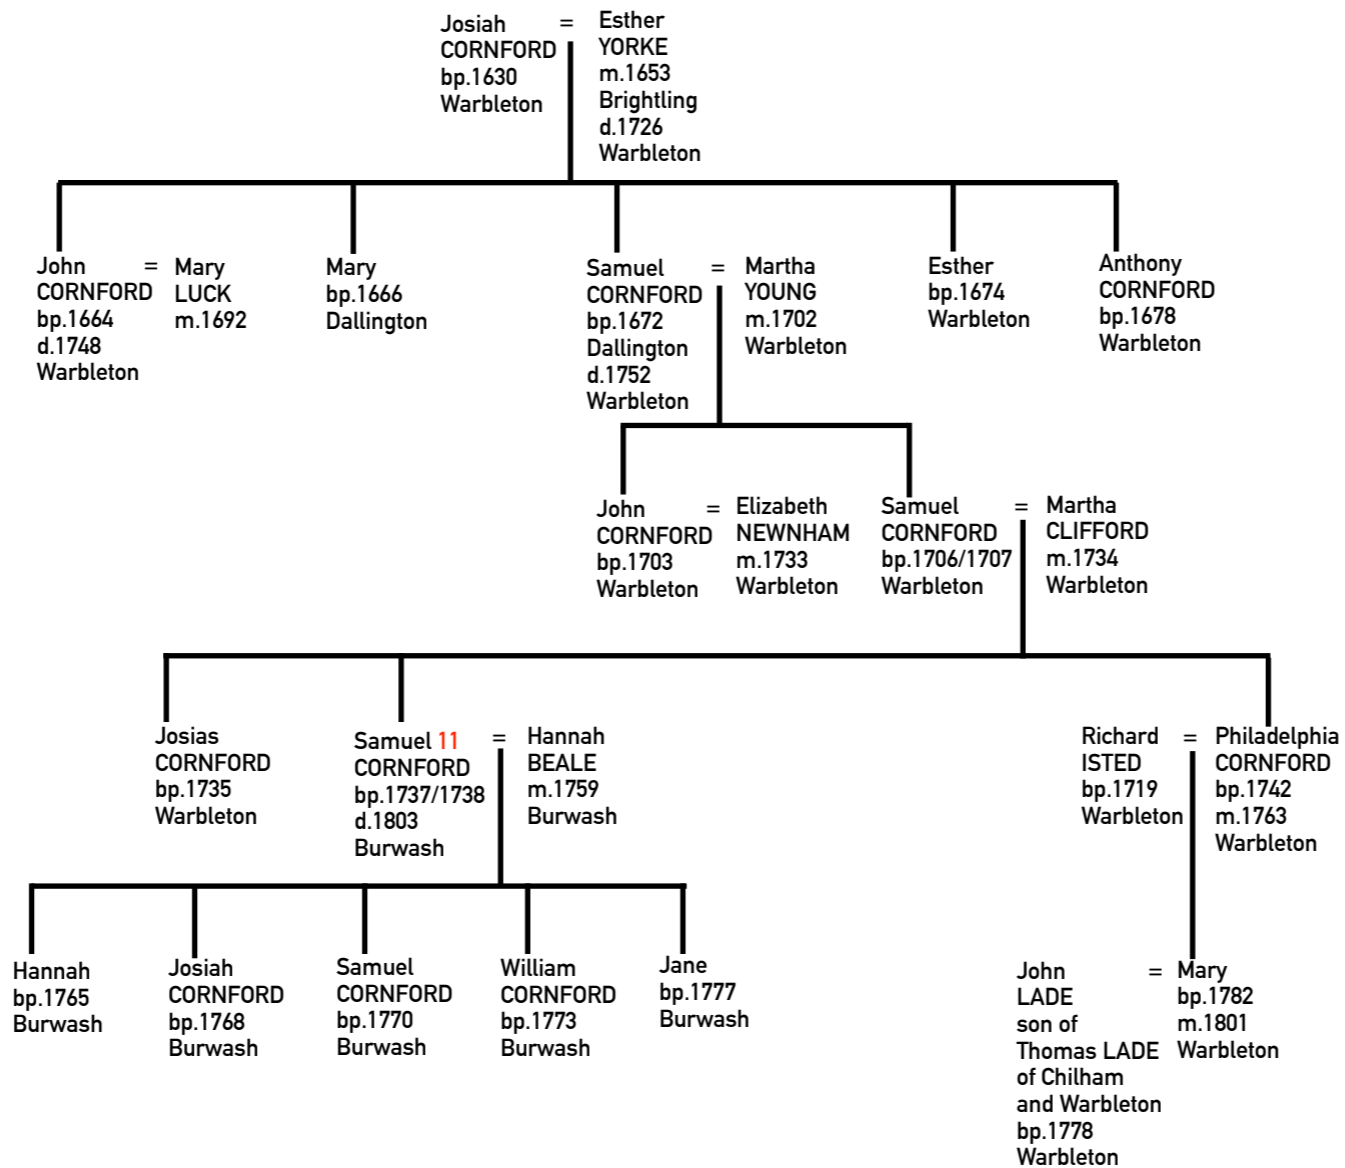 Josiah = Esther
CORNFORD YORKE
bp.1630 m.1653
Warbleton Brightling
d.1726
Warbleton
John = Mary
CORNFORD LUCK
bp.1664 m.1692
d.1748
Warbleton
Mary
bp.1666
Dallington
Samuel = Martha
CORNFORD YOUNG
bp.1672 m.1702
Dallington Warbleton
d.1752
Warbleton
Esther
bp.1674
Warbleton
Anthony
CORNFORD
bp.1678
Warbleton
John = Elizabeth
CORNFORD NEWNHAM
bp.1703 m.1733
Warbleton Warbleton
Samuel = Martha
CORNFORD CLIFFORD
bp.1706/1707 m.1734
Warbleton Warbleton
Josias
CORNFORD
bp.1735
Warbleton
Samuel 11 = Hannah
CORNFORD BEALE
bp.1737/1738 m.1759
d.1803 Burwash
Burwash
Richard = Philadelphia
ISTED CORNFORD
bp.1719 bp.1742
Warbleton m.1763
Warbleton
Hannah
bp.1765
Burwash
Josiah
CORNFORD
bp.1768
Burwash
Samuel
CORNFORD
bp.1770
Burwash
William
CORNFORD
bp.1773
Burwash
Jane
bp.1777
Burwash
John = Mary
LADE bp.1782
son of m.1801
Thomas LADE Warbleton
of Chilham
and Warbleton
bp.1778
Warbleton